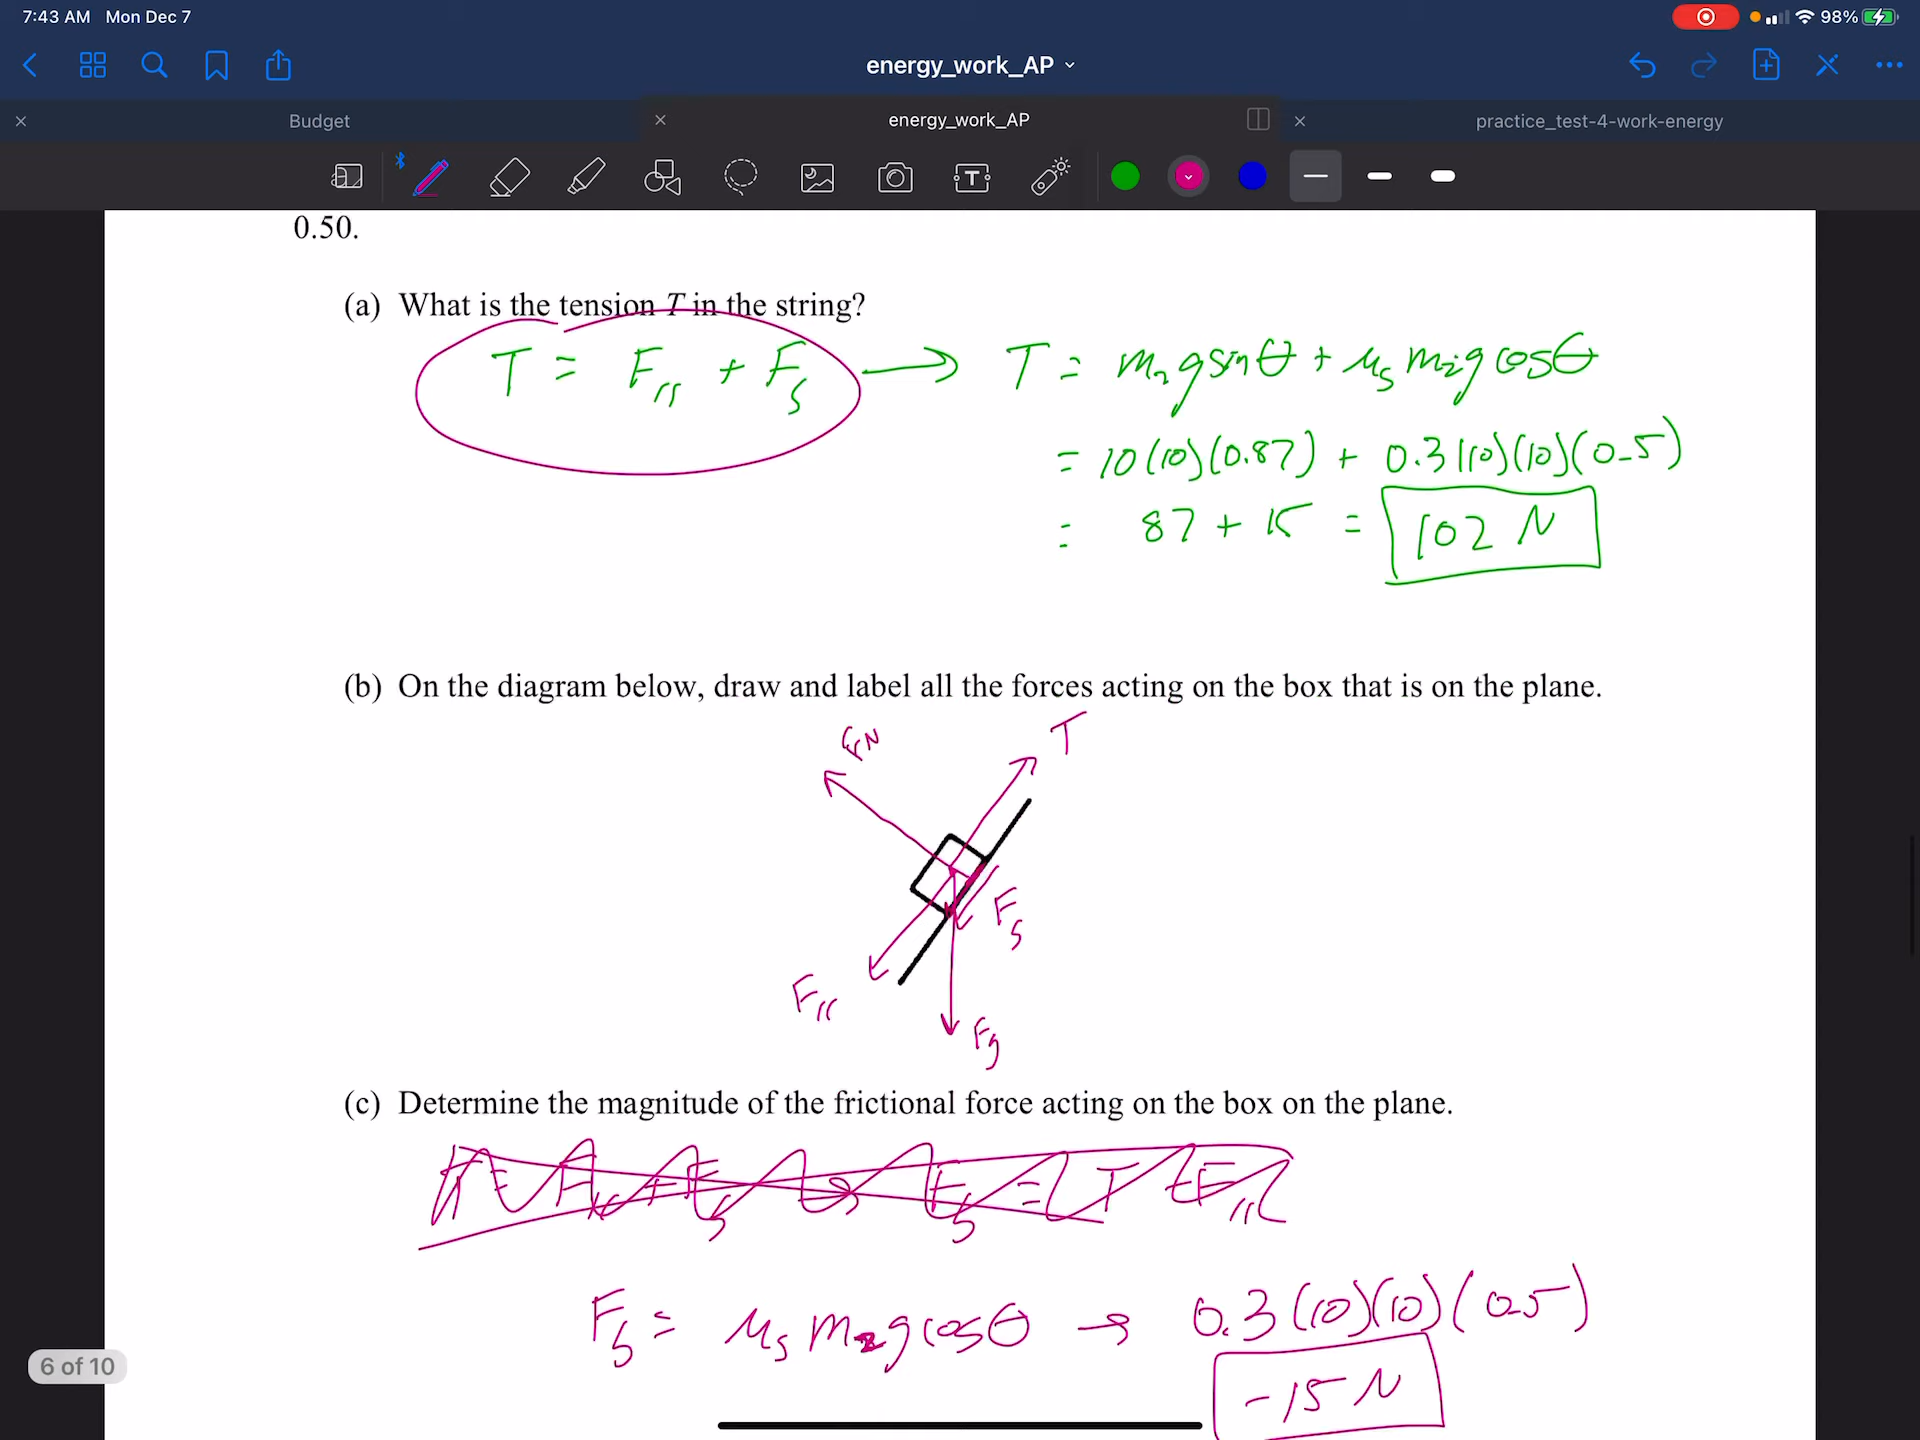 7:43 AM Mon Dec 7
98%
energy_work_AP
Budget
energy_work_AP
practice_test-4-work-energy
0.50.
(a) What is the tension T in the string?
T = F∥ + Fs → T = m₂gsinθ + μs m₂g cosθ
= 10(10)(0.87) + 0.3(10)(10)(0.5)
= 87 + 15 = 102 N
(b) On the diagram below, draw and label all the forces acting on the box that is on the plane.
FN
T
Fs
F∥
Fg
(c) Determine the magnitude of the frictional force acting on the box on the plane.
T = F∥ + Fs → Fs = T - F∥
Fs = μs m₂g cosθ → 0.3(10)(10)(0.5)
6 of 10
-15 N